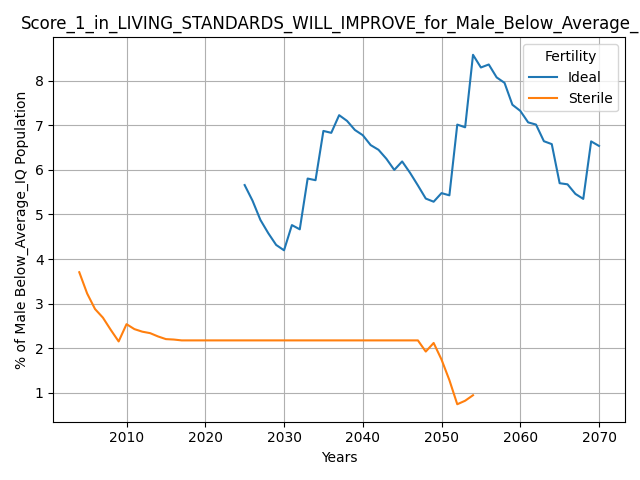 Score_1_in_LIVING_STANDARDS_WILL_IMPROVE_for_Male_Below_Average_
Fertility
Ideal
Sterile
% of Male Below_Average_IQ Population
8
7
6
5
4
3
2
1
2010 2020 2030 2040 2050 2060 2070
Years